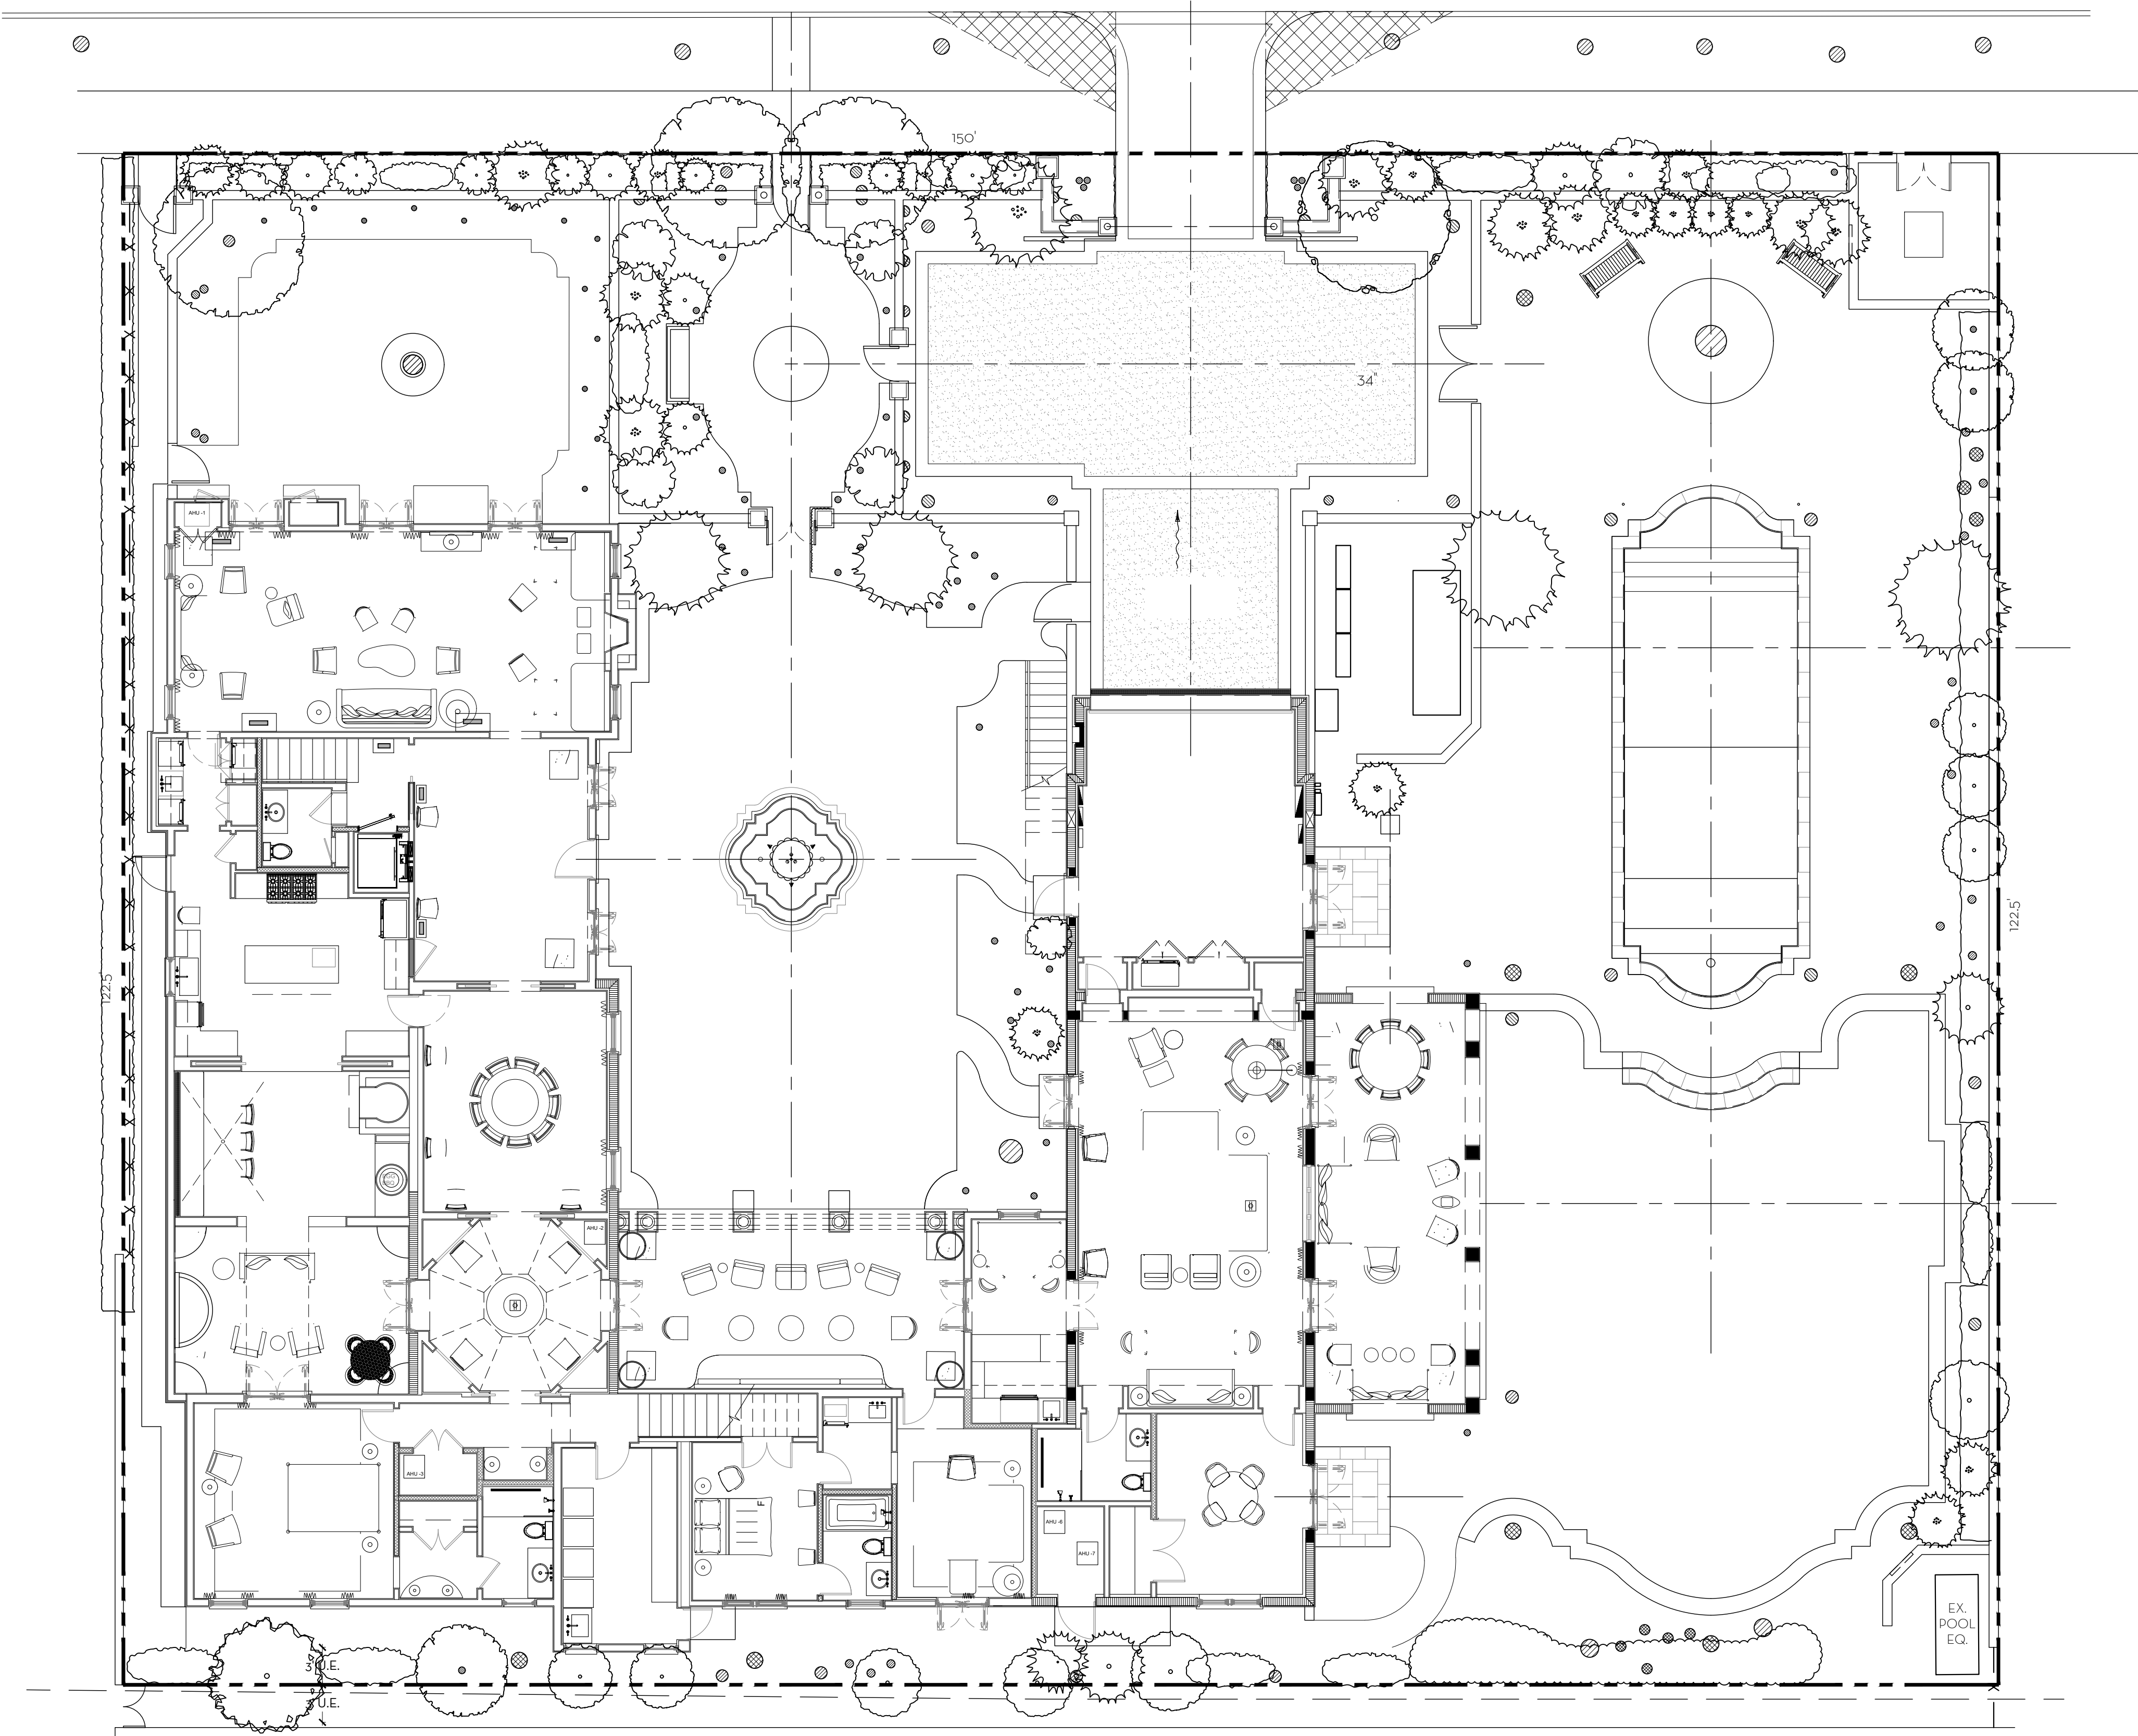 150'
34"
AHU -1
122.5'
122.5'
AHU -2
AHU -3
AHU -6
AHU -7
EX.
POOL
EQ.
3' U.E.
3' U.E.